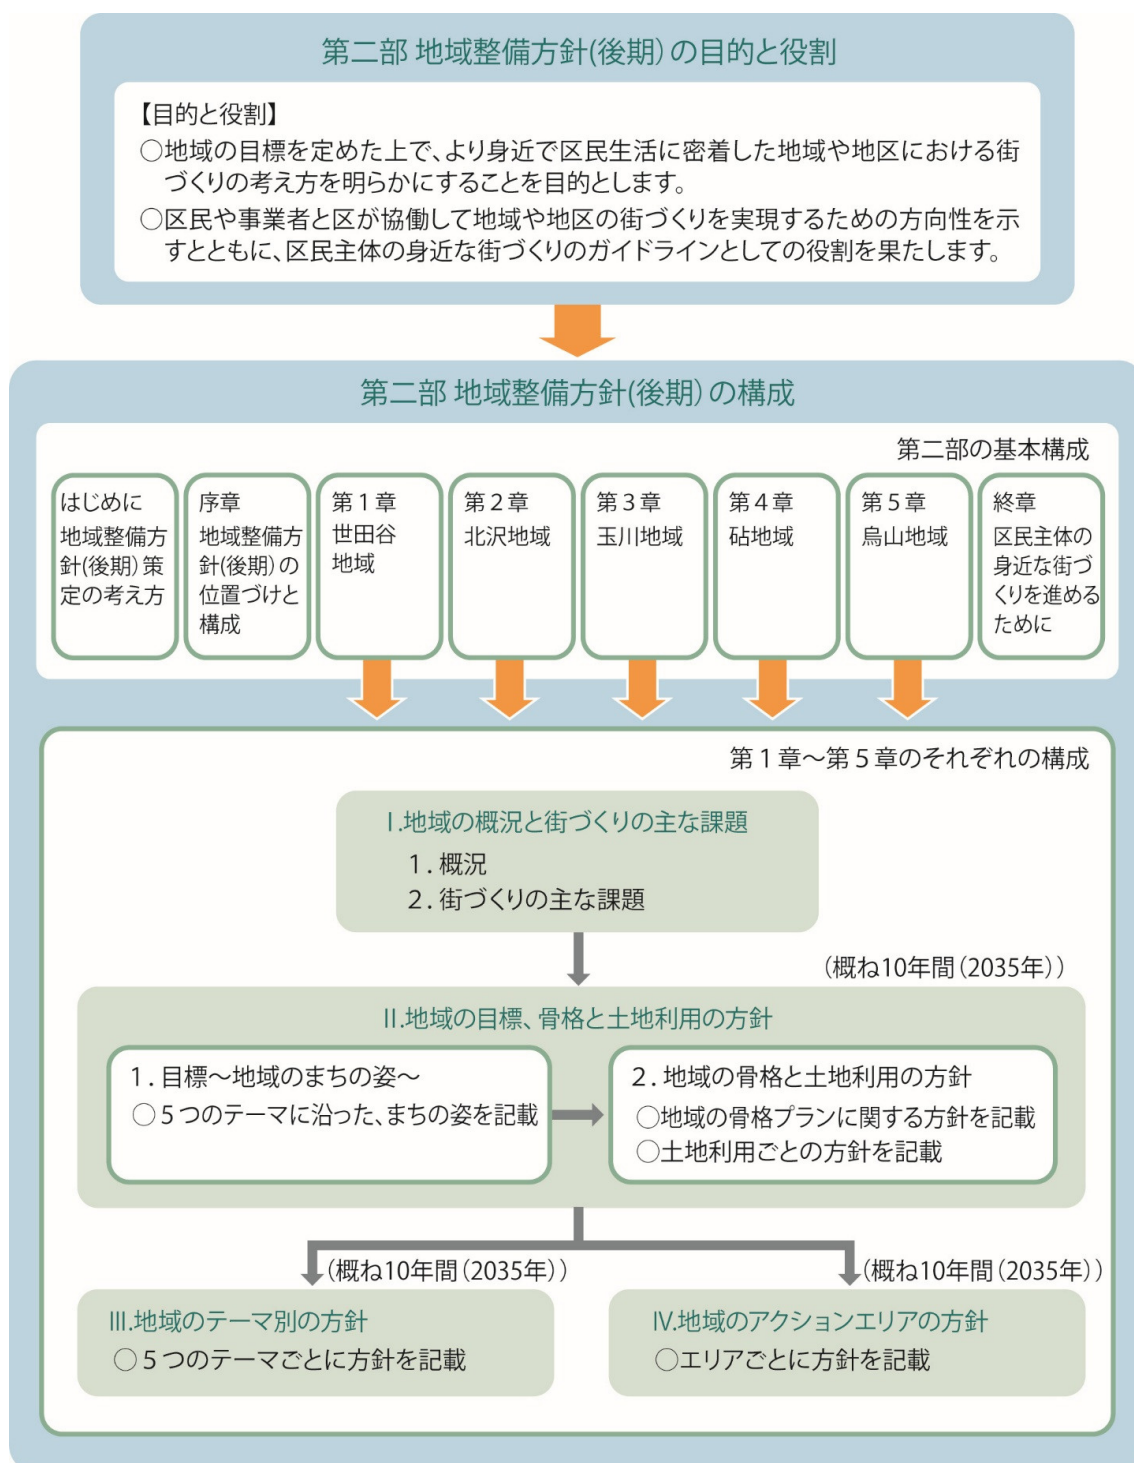 第二部 地域整備方針(後期)の目的と役割
【目的と役割】
○地域の目標を定めた上で、より身近で区民生活に密着した地域や地区における街
づくりの考え方を明らかにすることを目的とします。
○区民や事業者と区が協働して地域や地区の街づくりを実現するための方向性を示
すとともに、区民主体の身近な街づくりのガイドラインとしての役割を果たします。
第二部 地域整備方針(後期)の構成
第二部の基本構成
はじめに
地域整備方
針(後期)策
定の考え方
序章
地域整備方
針(後期)の
位置づけと
構成
第1章
世田谷
地域
第2章
北沢地域
第3章
玉川地域
第4章
砧地域
第5章
烏山地域
終章
区民主体の
身近な街づ
くりを進める
ために
第1章～第5章のそれぞれの構成
Ⅰ.地域の概況と街づくりの主な課題
1.概況
2.街づくりの主な課題
(概ね10年間(2035年))
Ⅱ.地域の目標、骨格と土地利用の方針
1.目標～地域のまちの姿～
○5つのテーマに沿った、まちの姿を記載
2.地域の骨格と土地利用の方針
○地域の骨格プランに関する方針を記載
○土地利用ごとの方針を記載
(概ね10年間(2035年))
(概ね10年間(2035年))
Ⅲ.地域のテーマ別の方針
○5つのテーマごとに方針を記載
Ⅳ.地域のアクションエリアの方針
○エリアごとに方針を記載